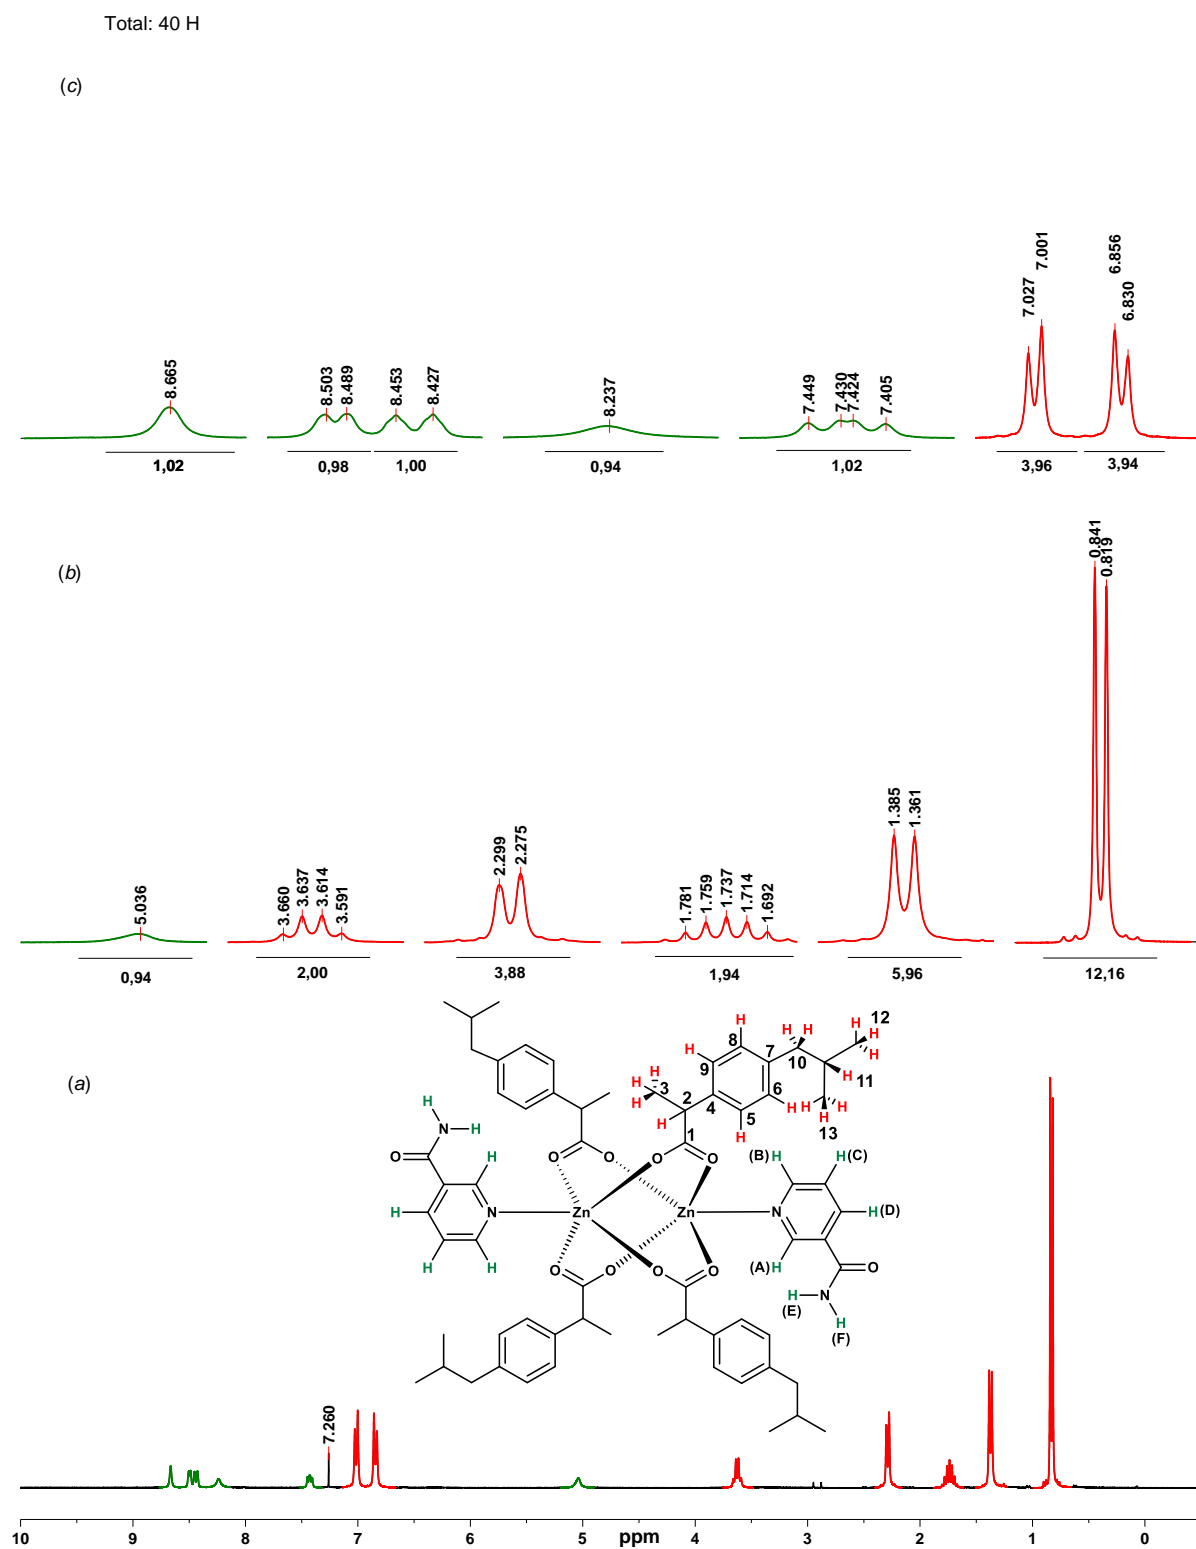 Total: 40 H
(c)
8.665
8.503
8.489
8.453
8.427
8.237
7.449
7.430
7.424
7.405
7.027
7.001
6.856
6.830
1,02
0,98
1,00
0,94
1,02
3,96
3,94
(b)
5.036
3.660
3.637
3.614
3.591
2.299
2.275
1.781
1.759
1.737
1.714
1.692
1.385
1.361
0.841
0.819
0,94
2,00
3,88
1,94
5,96
12,16
(a)
H H H 12
H 8 H H
H 7 10 H
H H 3 9 H 11
H 2 4 6 H H H
H 5 13
H 1 H
H N H
O O O O O (B) H H (C)
H
H N Zn Zn N H (D)
H H O O O O (A) H O
H N
(E) H
(F)
7.260
10 9 8 7 6 5 ppm 4 3 2 1 0